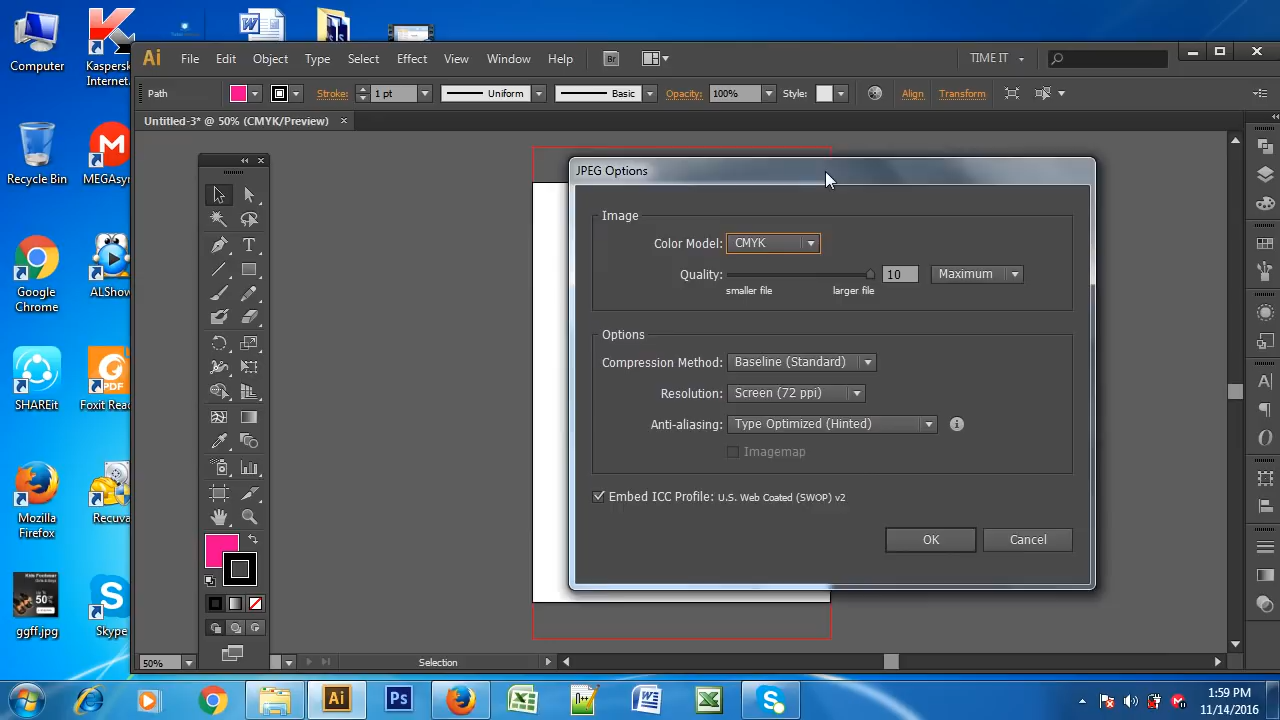 Computer
Kaspersk
Internet.
Recycle Bin
MEGAsyn
Google
Chrome
ALShow
SHAREit
Foxit Read
PDF
Mozilla
Firefox
Recuva
ggff.jpg
Skype
Ai
File
Edit
Object
Type
Select
Effect
View
Window
Help
Br
TIME IT
Path
Stroke:
1 pt
Uniform
Basic
Opacity:
100%
Style:
Align
Transform
Untitled-3* @ 50% (CMYK/Preview)
JPEG Options
Image
Color Model:
CMYK
Quality:
10
Maximum
smaller file
larger file
Options
Compression Method:
Baseline (Standard)
Resolution:
Screen (72 ppi)
Anti-aliasing:
Type Optimized (Hinted)
Imagemap
Embed ICC Profile: U.S. Web Coated (SWOP) v2
OK
Cancel
50%
Selection
Ai
Ps
1:59 PM
11/14/2016